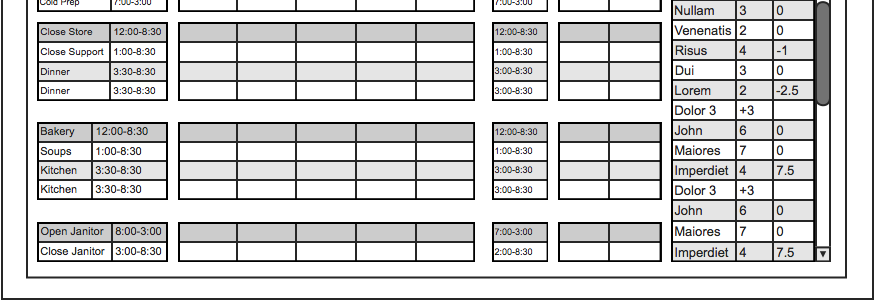 Cold Prep 7:00-3:00 7:00-3:00
Close Store 12:00-8:30 12:00-8:30
Close Support 1:00-8:30 1:00-8:30
Dinner 3:30-8:30 3:00-8:30
Dinner 3:30-8:30 3:00-8:30
Bakery 12:00-8:30 12:00-8:30
Soups 1:00-8:30 1:00-8:30
Kitchen 3:30-8:30 3:00-8:30
Kitchen 3:30-8:30 3:00-8:30
Open Janitor 8:00-3:00 7:00-3:00
Close Janitor 3:00-8:30 2:00-8:30
Nullam 3 0
Venenatis 2 0
Risus 4 -1
Dui 3 0
Lorem 2 -2.5
Dolor 3 +3
John 6 0
Maiores 7 0
Imperdiet 4 7.5
Dolor 3 +3
John 6 0
Maiores 7 0
Imperdiet 4 7.5